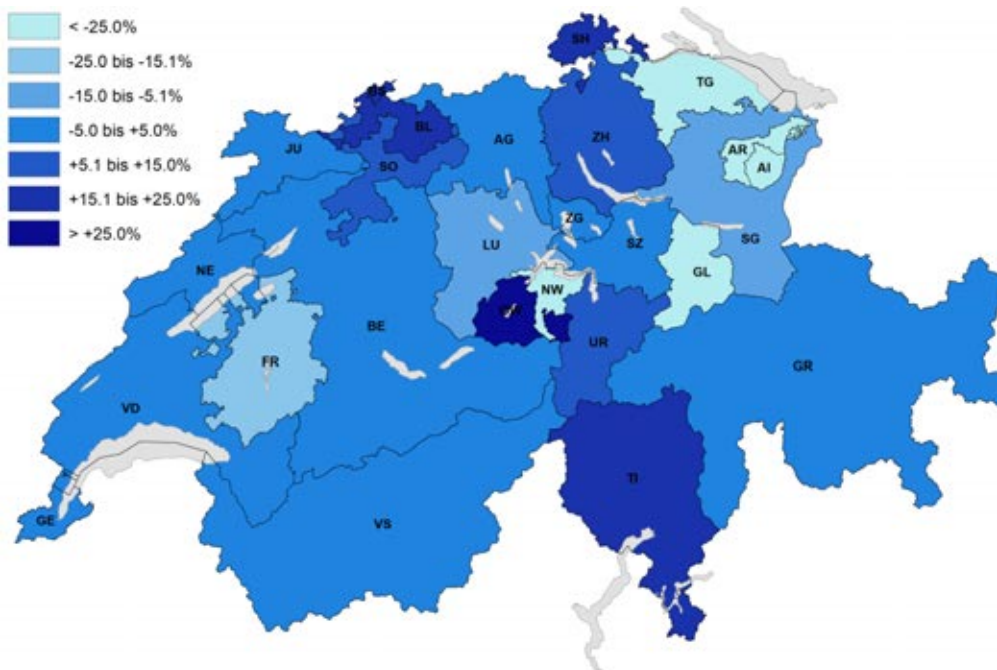 < -25.0%
-25.0 bis -15.1%
-15.0 bis -5.1%
-5.0 bis +5.0%
+5.1 bis +15.0%
+15.1 bis +25.0%
> +25.0%
SH
TG
BL
AG
ZH
JU
SO
AR
AI
ZG
LU
SZ
SG
NE
GL
NW
BE
UR
FR
GR
VD
TI
GE
VS